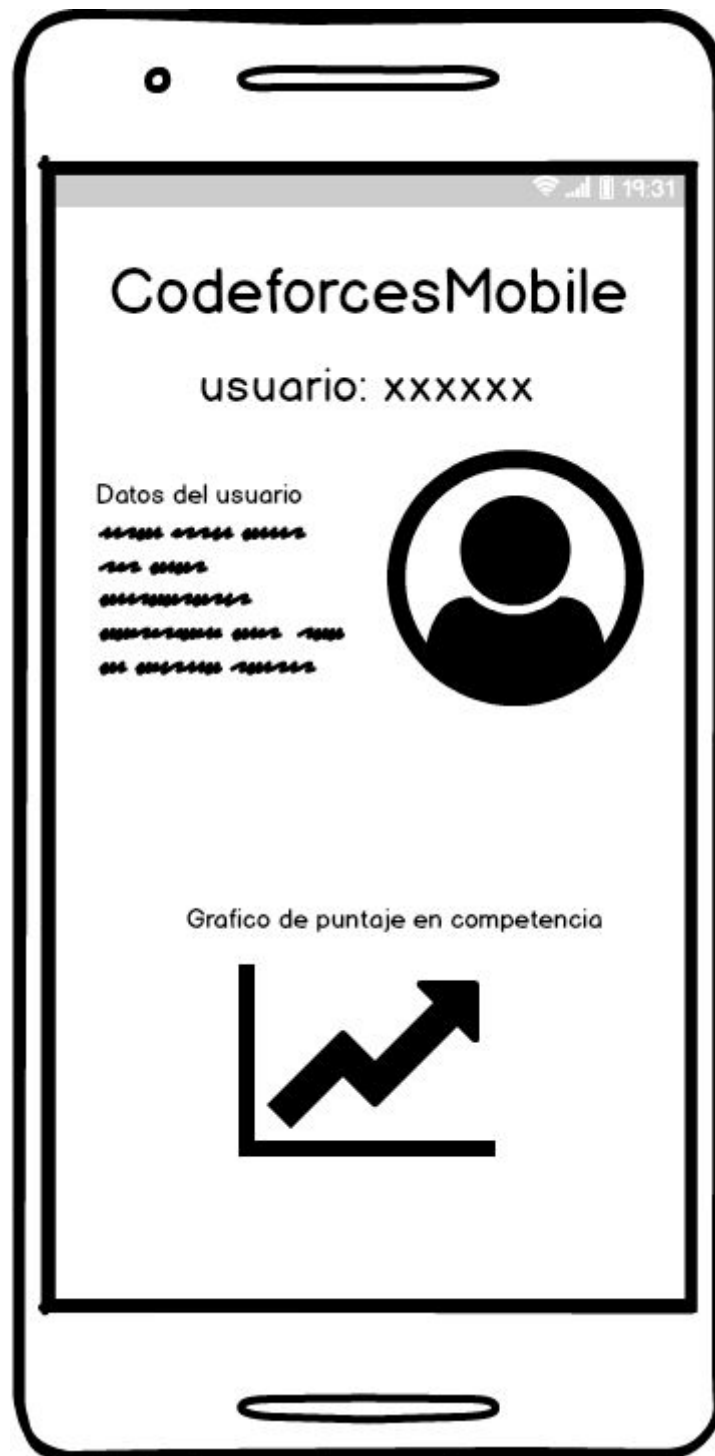 19:31
CodeforcesMobile
usuario: xxxxxx
Datos del usuario
Grafico de puntaje en competencia